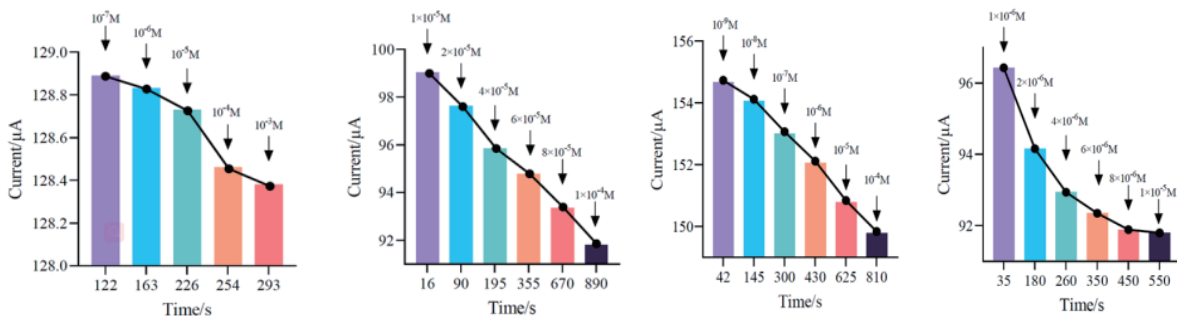 10⁻⁷M
10⁻⁶M
10⁻⁵M
10⁻⁴M
10⁻³M
129.0
128.8
128.6
128.4
128.2
128.0
Current/μA
122 163 226 254 293
Time/s
1×10⁻⁵M
2×10⁻⁵M
4×10⁻⁵M
6×10⁻⁵M
8×10⁻⁵M
1×10⁻⁴M
100
98
96
94
92
Current/μA
16 90 195 355 670 890
Time/s
10⁻⁹M
10⁻⁸M
10⁻⁷M
10⁻⁶M
10⁻⁵M
10⁻⁴M
156
154
152
150
Current/μA
42 145 300 430 625 810
Time/s
1×10⁻⁶M
2×10⁻⁶M
4×10⁻⁶M
6×10⁻⁶M
8×10⁻⁶M
1×10⁻⁵M
96
94
92
Current/μA
35 180 260 350 450 550
Time/s